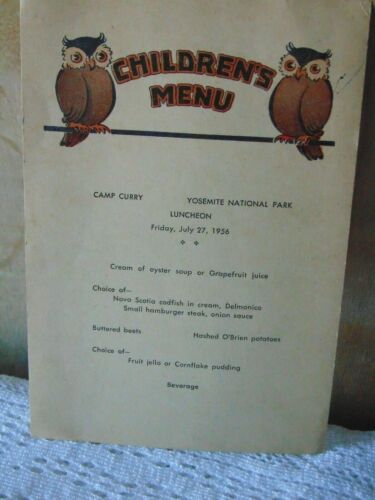 CHILDREN'S
MENU
CAMP CURRY YOSEMITE NATIONAL PARK
LUNCHEON
Friday, July 27, 1956
Cream of oyster soup or Grapefruit juice
Choice of—
Nova Scotia codfish in cream, Delmonico
Small hamburger steak, onion sauce
Buttered beets Hashed O'Brien potatoes
Choice of—
Fruit jello or Cornflake pudding
Beverage